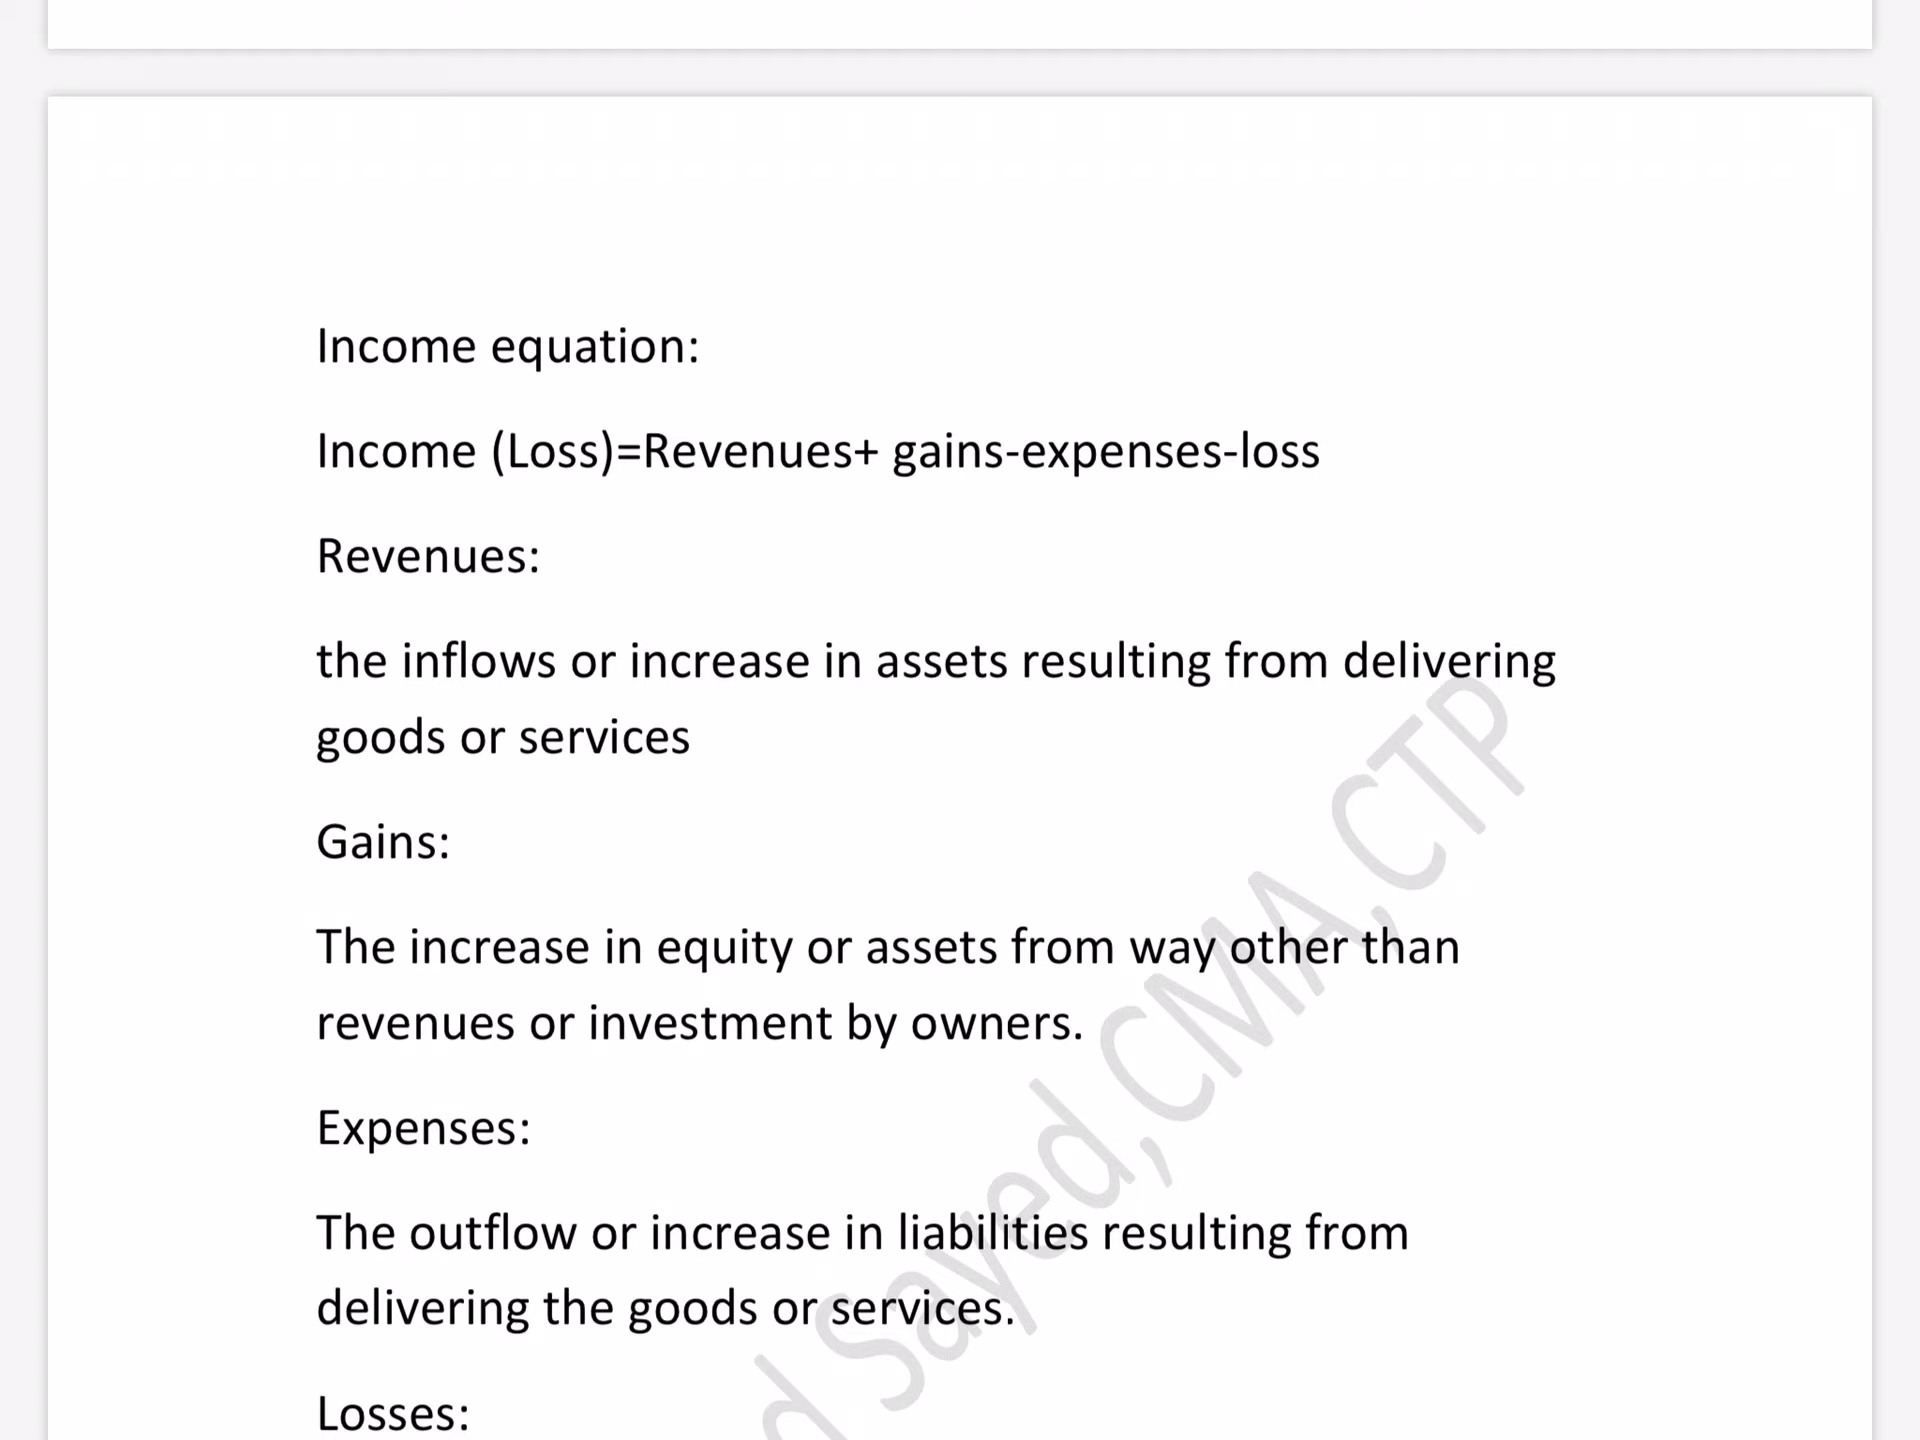 Income equation:
Income (Loss)=Revenues+ gains-expenses-loss
Revenues:
the inflows or increase in assets resulting from delivering
goods or services
Gains:
The increase in equity or assets from way other than
revenues or investment by owners.
Expenses:
The outflow or increase in liabilities resulting from
delivering the goods or services.
Losses:
Sayed,CMA,CTP